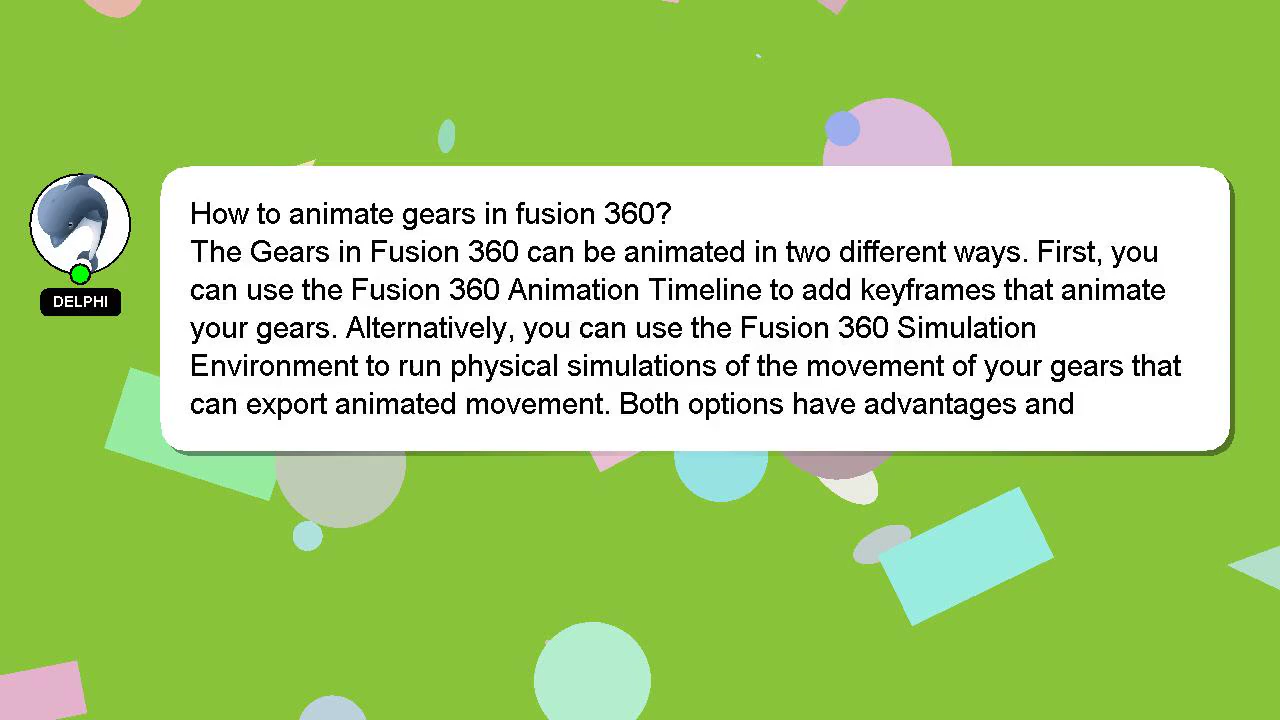 How to animate gears in fusion 360?
The Gears in Fusion 360 can be animated in two different ways. First, you
can use the Fusion 360 Animation Timeline to add keyframes that animate
your gears. Alternatively, you can use the Fusion 360 Simulation
Environment to run physical simulations of the movement of your gears that
can export animated movement. Both options have advantages and
DELPHI